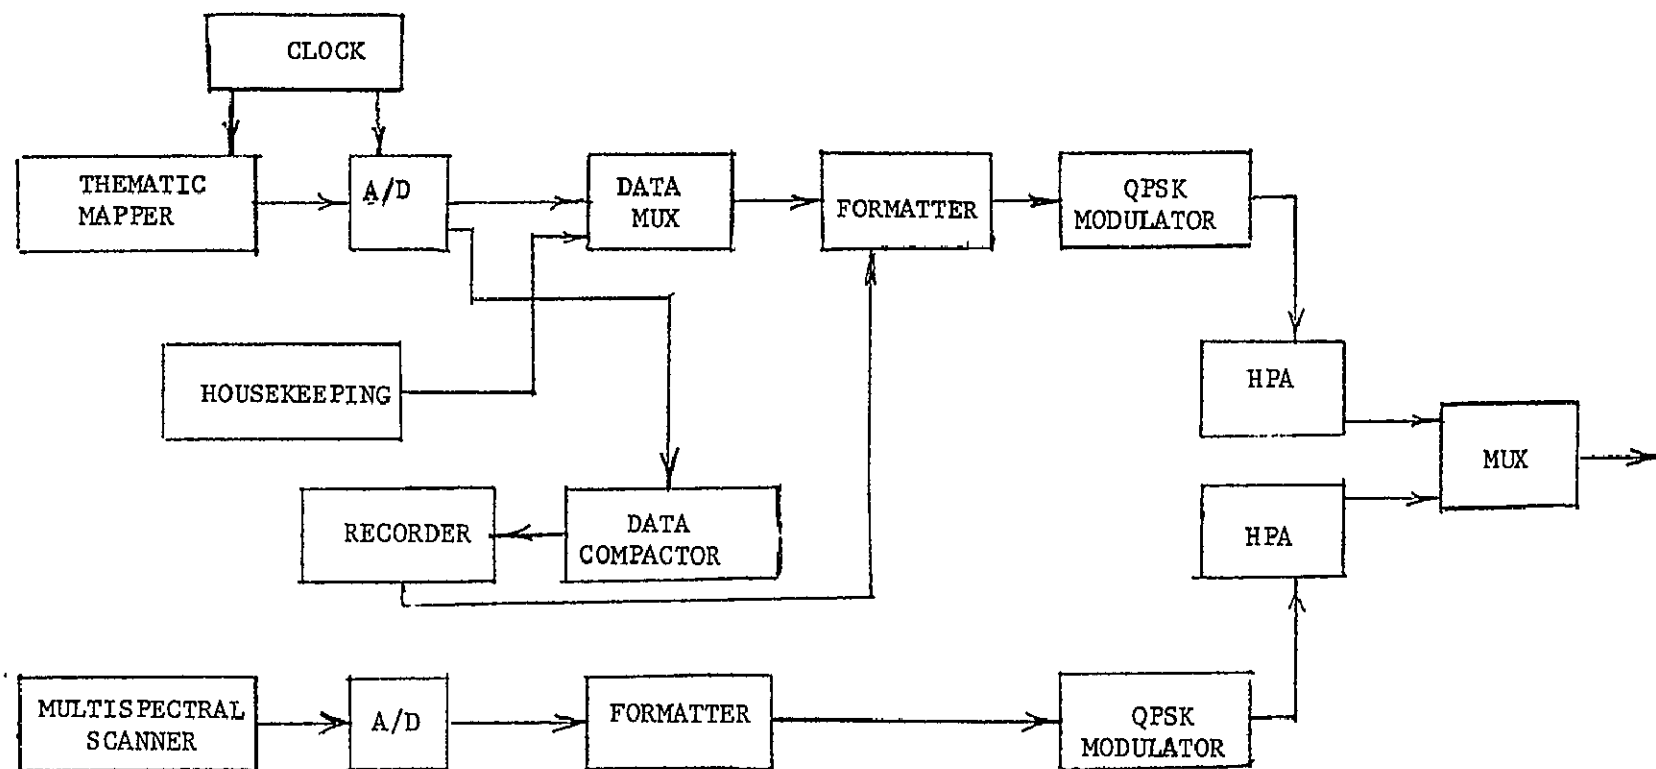 CLOCK
THEMATIC
MAPPER
A/D
DATA
MUX
FORMATTER
QPSK
MODULATOR
HOUSEKEEPING
HPA
MUX
RECORDER
DATA
COMPACTOR
HPA
MULTISPECTRAL
SCANNER
A/D
FORMATTER
QPSK
MODULATOR